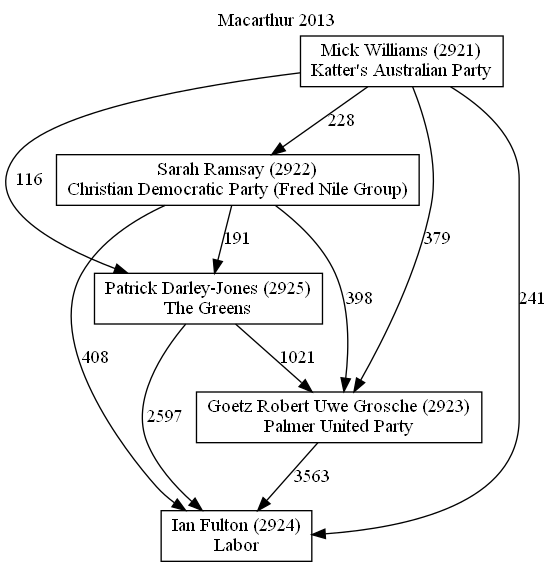 Macarthur 2013
Mick Williams (2921)
Katter's Australian Party
228
Sarah Ramsay (2922)
Christian Democratic Party (Fred Nile Group)
116
191
379
Patrick Darley-Jones (2925)
The Greens
398
241
408
1021
Goetz Robert Uwe Grosche (2923)
Palmer United Party
2597
3563
Ian Fulton (2924)
Labor